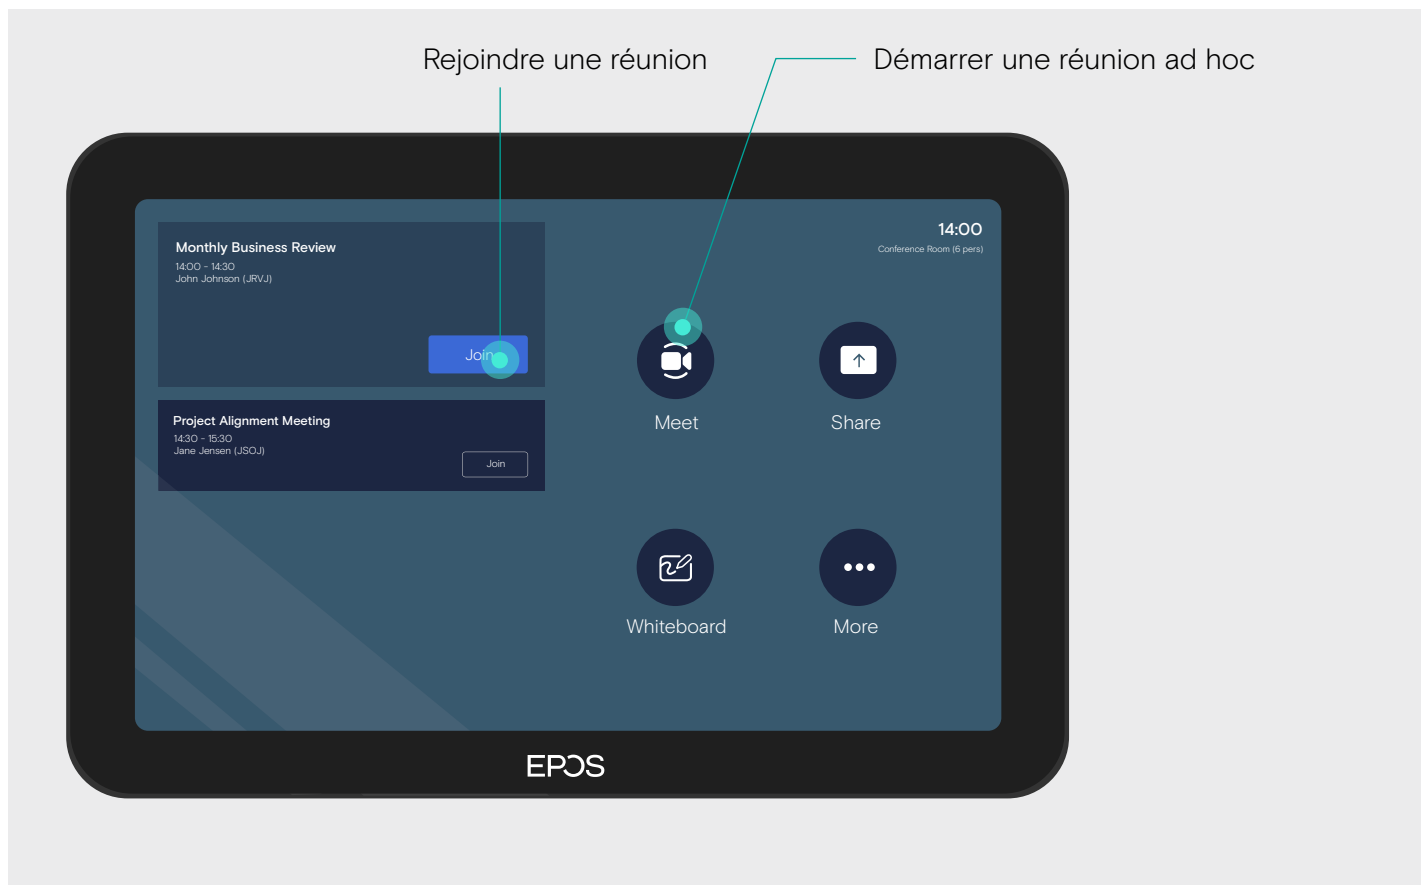 Rejoindre une réunion
Démarrer une réunion ad hoc
Monthly Business Review
14:00 - 14:30
John Johnson (JRVJ)
Join
Project Alignment Meeting
14:30 - 15:30
Jane Jensen (JSOJ)
Join
14:00
Conference Room (6 pers)
Meet
Share
Whiteboard
More
EPOS